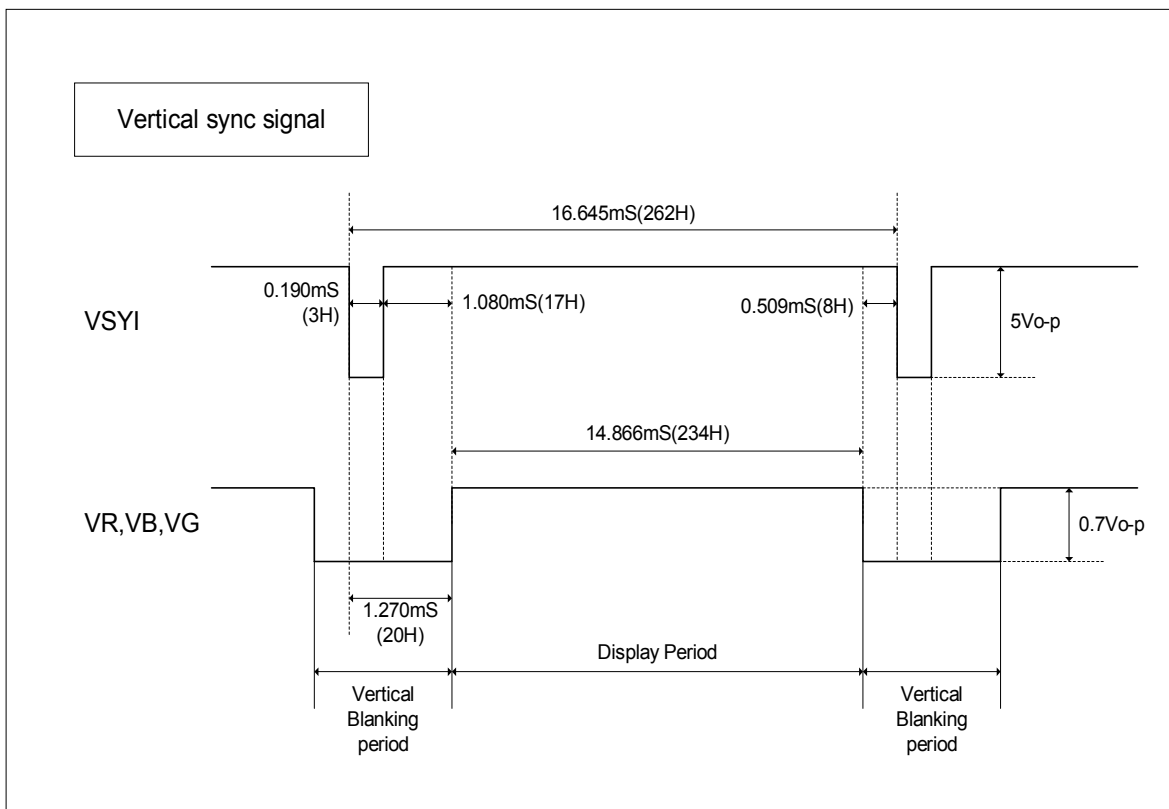 Vertical sync signal
16.645mS(262H)
0.190mS
(3H)
1.080mS(17H)
0.509mS(8H)
5Vo-p
VSYI
14.866mS(234H)
VR,VB,VG
0.7Vo-p
1.270mS
(20H)
Display Period
Vertical
Blanking
period
Vertical
Blanking
period